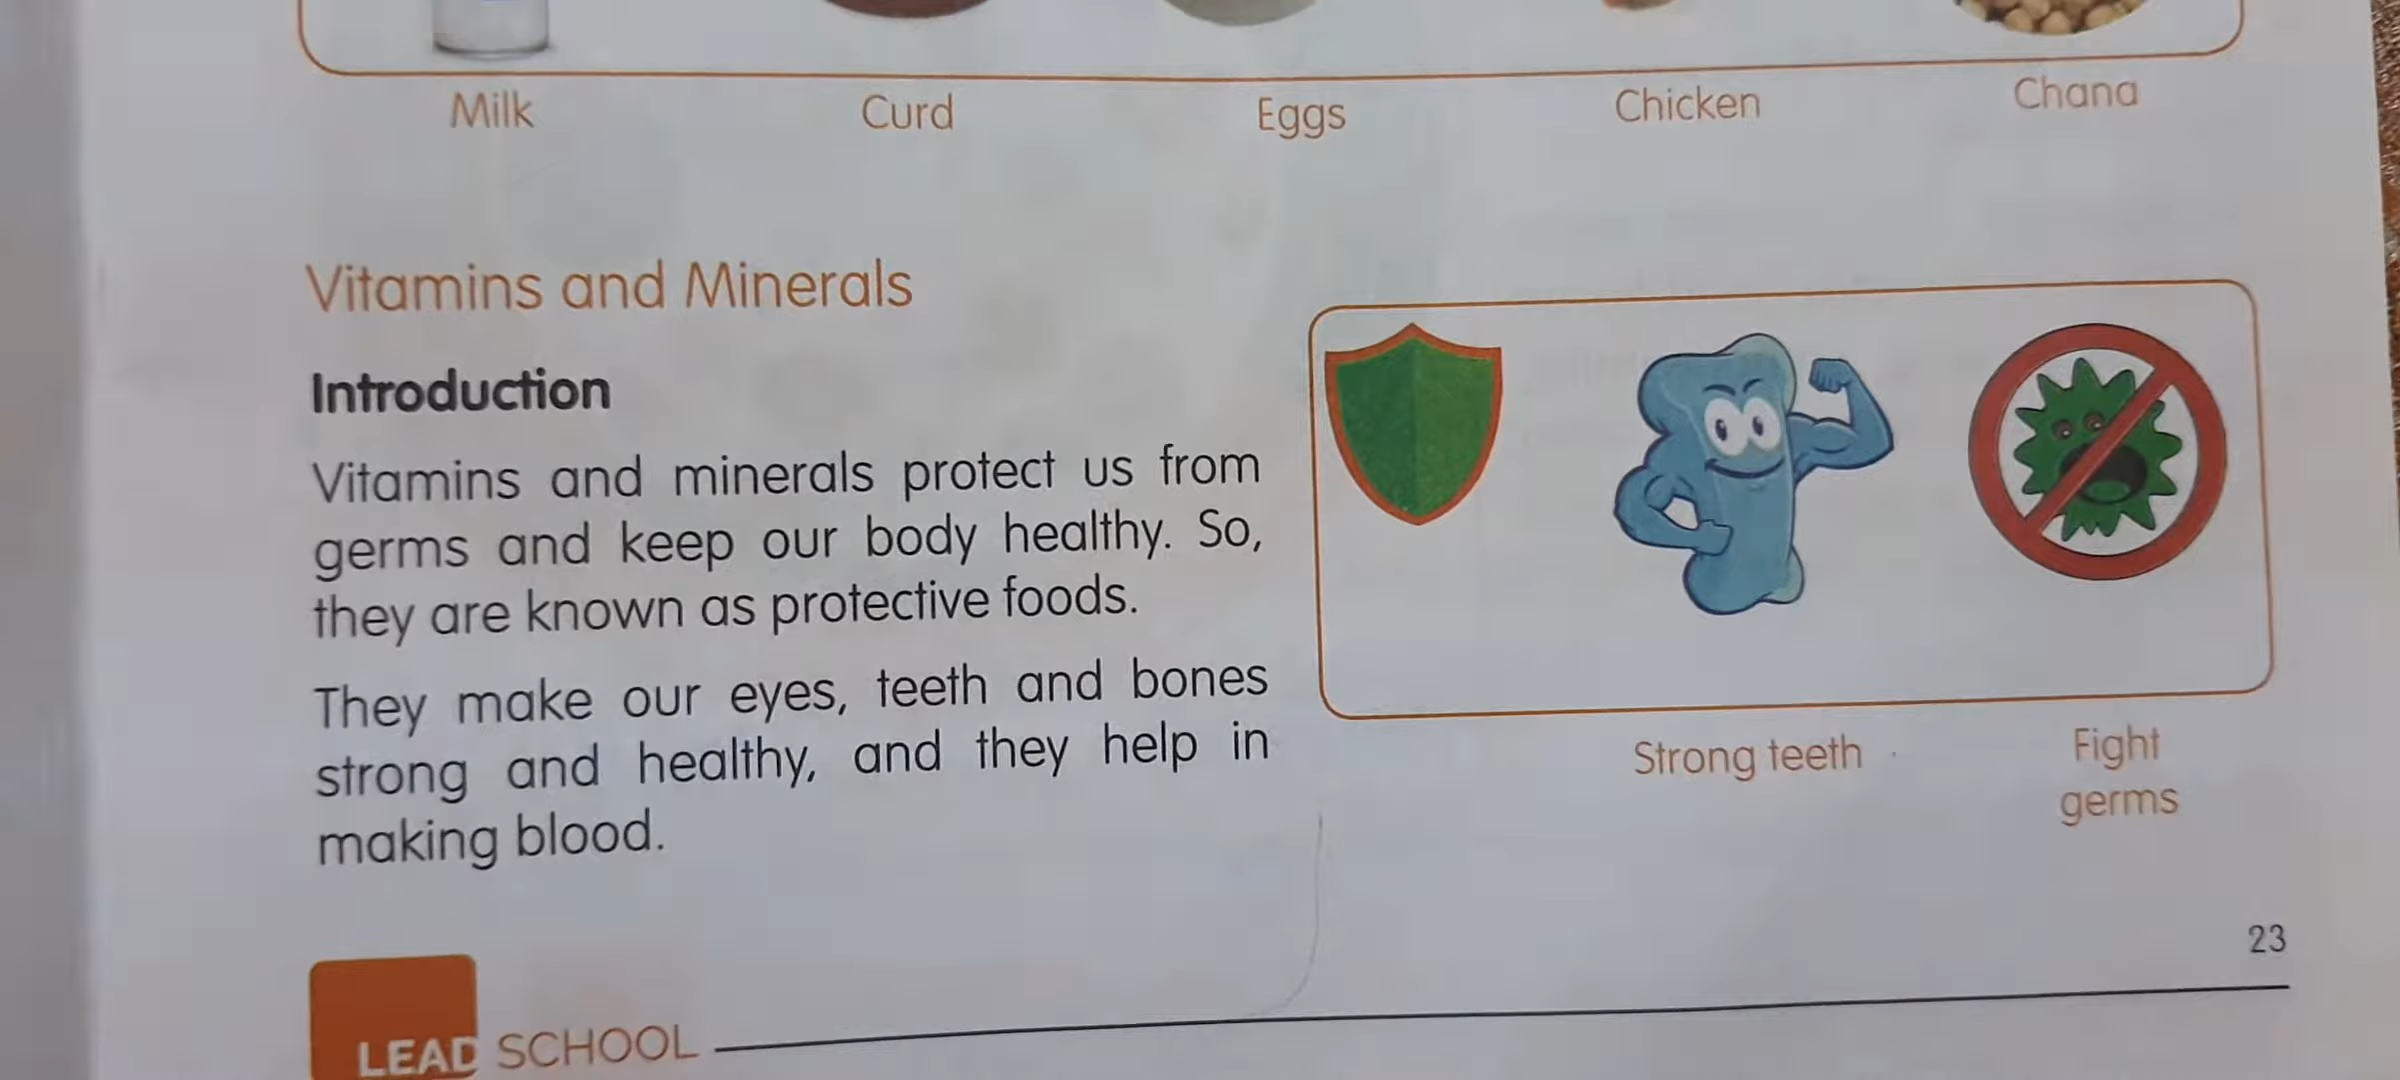 Milk Curd Eggs Chicken Chana
Vitamins and Minerals
Introduction
Vitamins and minerals protect us from
germs and keep our body healthy. So,
they are known as protective foods.
They make our eyes, teeth and bones
strong and healthy, and they help in
making blood.
Strong teeth
Fight
germs
23
LEAD SCHOOL